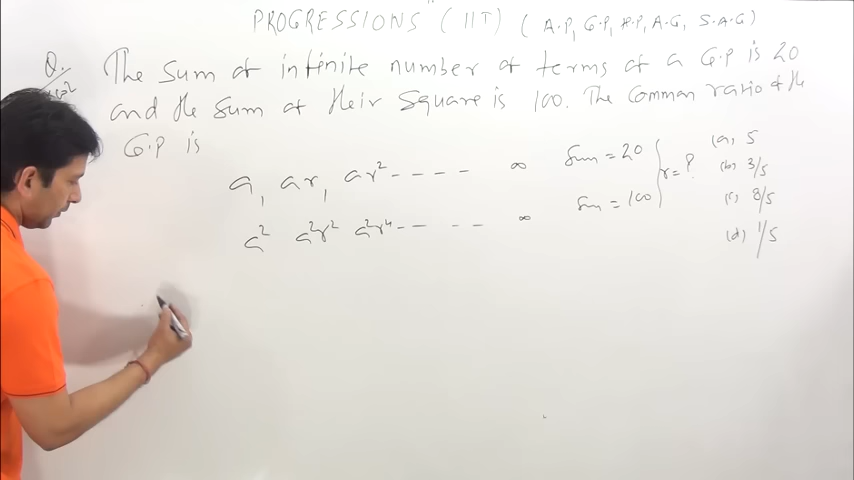 PROGRESSIONS" (IIT) ( A.P, G.P, H.P, A.G, S.A.G)
Q. The Sum of infinite number of terms of a G.P is 20
and the Sum of their Square is 100. The Common ratio of the
G.P is
a, ar, ar² - - - - ∞ Sum = 20
a² a²r² a²r⁴ - - - - ∞ Sum = 100
r = ?
(a) 5
(b) 3/5
(c) 8/5
(d) 1/5